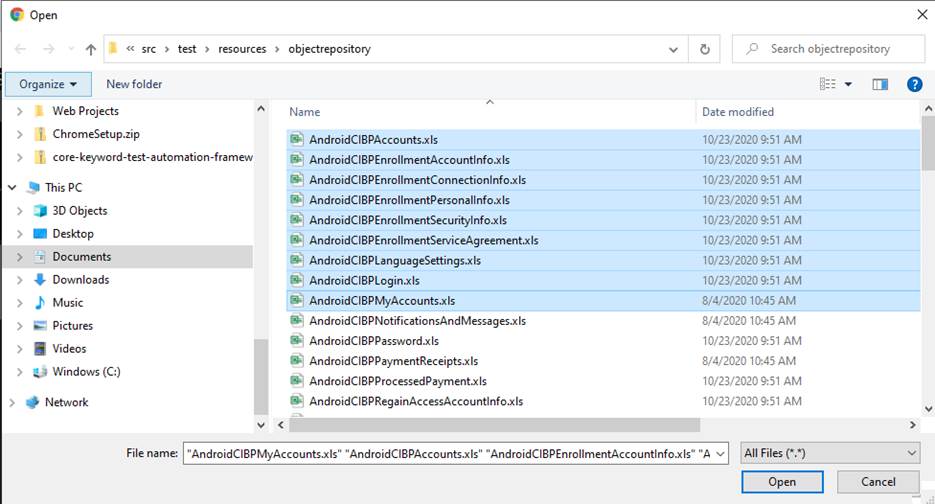 Open
« src > test > resources > objectrepository
Search objectrepository
Organize
New folder
Web Projects
ChromeSetup.zip
core-keyword-test-automation-framew
This PC
3D Objects
Desktop
Documents
Downloads
Music
Pictures
Videos
Windows (C:)
Network
Name Date modified
AndroidCIBPAccounts.xls 10/23/2020 9:51 AM
AndroidCIBPEnrollmentAccountInfo.xls 10/23/2020 9:51 AM
AndroidCIBPEnrollmentConnectionInfo.xls 10/23/2020 9:51 AM
AndroidCIBPEnrollmentPersonalInfo.xls 10/23/2020 9:51 AM
AndroidCIBPEnrollmentSecurityInfo.xls 10/23/2020 9:51 AM
AndroidCIBPEnrollmentServiceAgreement.xls 10/23/2020 9:51 AM
AndroidCIBPLanguageSettings.xls 10/23/2020 9:51 AM
AndroidCIBPLogin.xls 10/23/2020 9:51 AM
AndroidCIBPMyAccounts.xls 8/4/2020 10:45 AM
AndroidCIBPNotificationsAndMessages.xls 8/4/2020 10:45 AM
AndroidCIBPPassword.xls 10/23/2020 9:51 AM
AndroidCIBPPaymentReceipts.xls 8/4/2020 10:45 AM
AndroidCIBPProcessedPayment.xls 10/23/2020 9:51 AM
AndroidCIBPRegainAccessAccountInfo.xls 10/23/2020 9:51 AM
File name: "AndroidCIBPMyAccounts.xls" "AndroidCIBPAccounts.xls" "AndroidCIBPEnrollmentAccountInfo.xls" "A
All Files (*.*)
Open
Cancel